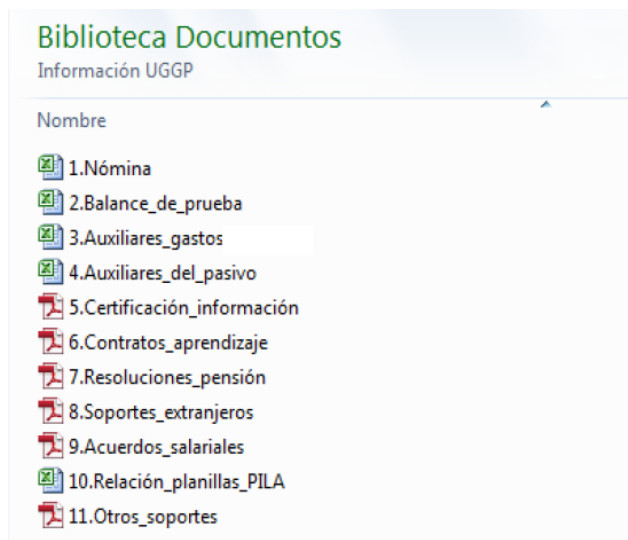 Biblioteca Documentos
Información UGGP
Nombre
1.Nómina
2.Balance_de_prueba
3.Auxiliares_gastos
4.Auxiliares_del_pasivo
5.Certificación_información
6.Contratos_aprendizaje
7.Resoluciones_pensión
8.Soportes_extranjeros
9.Acuerdos_salariales
10.Relación_planillas_PILA
11.Otros_soportes